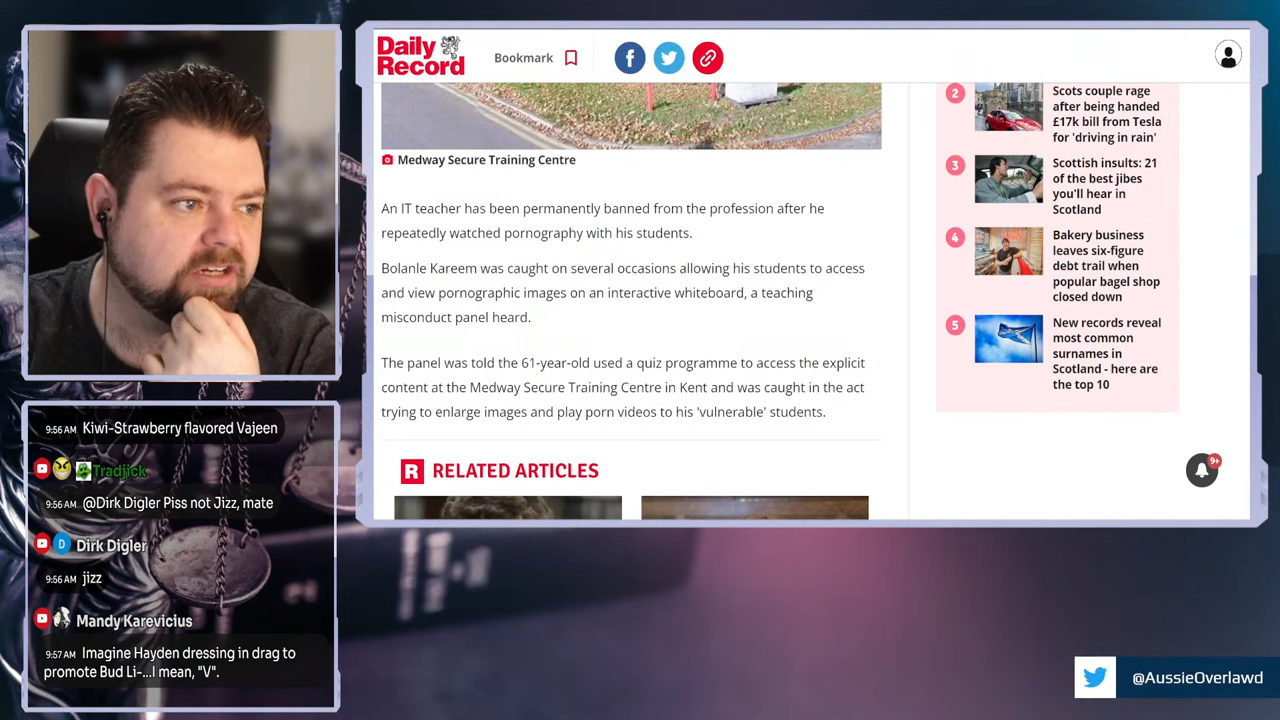 Daily
Record
Bookmark
Medway Secure Training Centre
An IT teacher has been permanently banned from the profession after he
repeatedly watched pornography with his students.
Bolanle Kareem was caught on several occasions allowing his students to access
and view pornographic images on an interactive whiteboard, a teaching
misconduct panel heard.
The panel was told the 61-year-old used a quiz programme to access the explicit
content at the Medway Secure Training Centre in Kent and was caught in the act
trying to enlarge images and play porn videos to his 'vulnerable' students.
R RELATED ARTICLES
2
Scots couple rage
after being handed
£17k bill from Tesla
for 'driving in rain'
3
Scottish insults: 21
of the best jibes
you'll hear in
Scotland
4
Bakery business
leaves six-figure
debt trail when
popular bagel shop
closed down
5
New records reveal
most common
surnames in
Scotland - here are
the top 10
9+
9:56 AM Kiwi-Strawberry flavored Vajeen
Tradjick
9:56 AM @Dirk Digler Piss not Jizz, mate
D Dirk Digler
9:56 AM jizz
Mandy Karevicius
9:57 AM Imagine Hayden dressing in drag to
promote Bud Li-...I mean, "V".
@AussieOverlawd